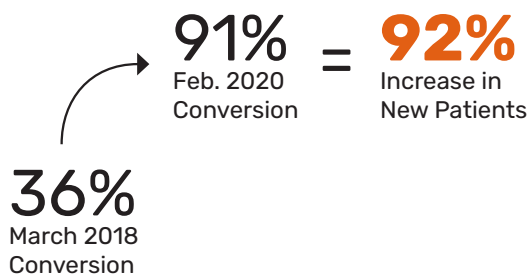 91%
Feb. 2020
Conversion
=
92%
Increase in
New Patients
36%
March 2018
Conversion